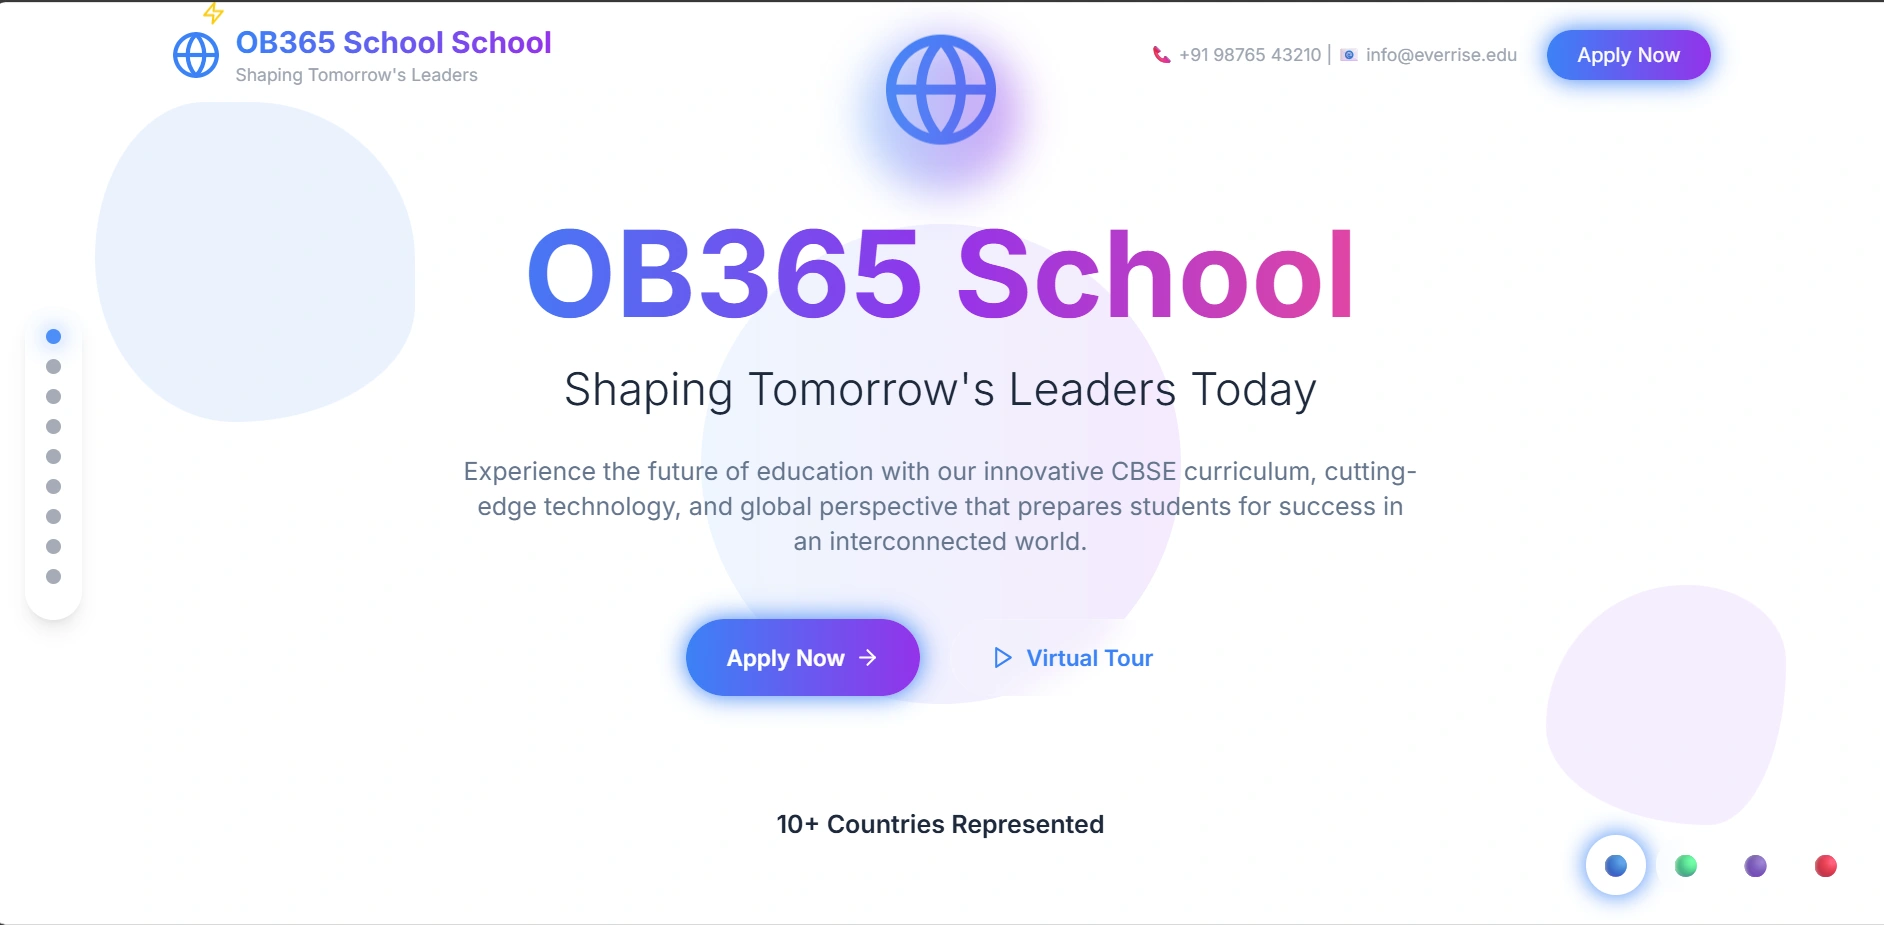 OB365 School School
Shaping Tomorrow's Leaders
+91 98765 43210 | info@everrise.edu
Apply Now
OB365 School
Shaping Tomorrow's Leaders Today
Experience the future of education with our innovative CBSE curriculum, cutting-
edge technology, and global perspective that prepares students for success in
an interconnected world.
Apply Now →
Virtual Tour
10+ Countries Represented